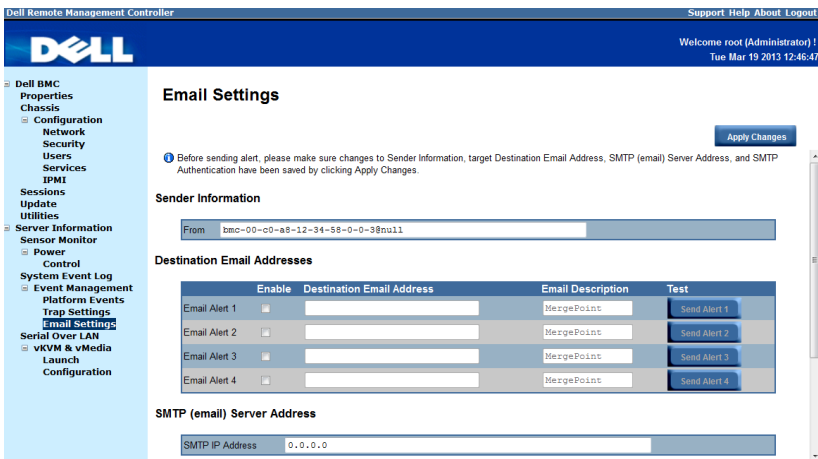 Dell Remote Management Controller
Support Help About Logout
DELL
Welcome root (Administrator) !
Tue Mar 19 2013 12:46:47
Dell BMC
Properties
Chassis
Configuration
Network
Security
Users
Services
IPMI
Sessions
Update
Utilities
Server Information
Sensor Monitor
Power
Control
System Event Log
Event Management
Platform Events
Trap Settings
Email Settings
Serial Over LAN
vKVM & vMedia
Launch
Configuration
Email Settings
Apply Changes
Before sending alert, please make sure changes to Sender Information, target Destination Email Address, SMTP (email) Server Address, and SMTP
Authentication have been saved by clicking Apply Changes.
Sender Information
From bmc-00-c0-a8-12-34-58-0-0-3@null
Destination Email Addresses
Enable Destination Email Address Email Description Test
Email Alert 1 MergePoint Send Alert 1
Email Alert 2 MergePoint Send Alert 2
Email Alert 3 MergePoint Send Alert 3
Email Alert 4 MergePoint Send Alert 4
SMTP (email) Server Address
SMTP IP Address 0.0.0.0